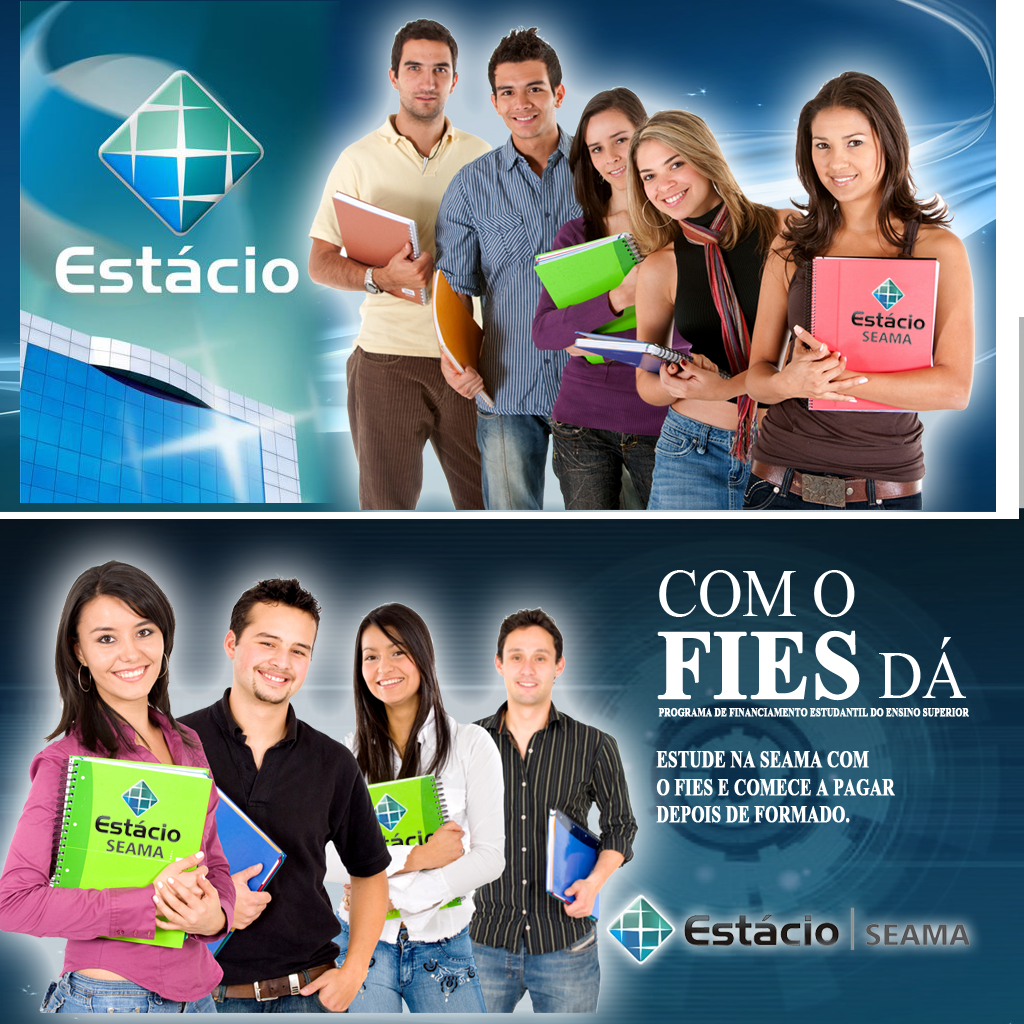 Estácio
Estácio
SEAMA
COM O
FIES DÁ
PROGRAMA DE FINANCIAMENTO ESTUDANTIL DO ENSINO SUPERIOR
ESTUDE NA SEAMA COM
O FIES E COMECE A PAGAR
DEPOIS DE FORMADO.
Estácio
SEAMA
Estácio | SEAMA